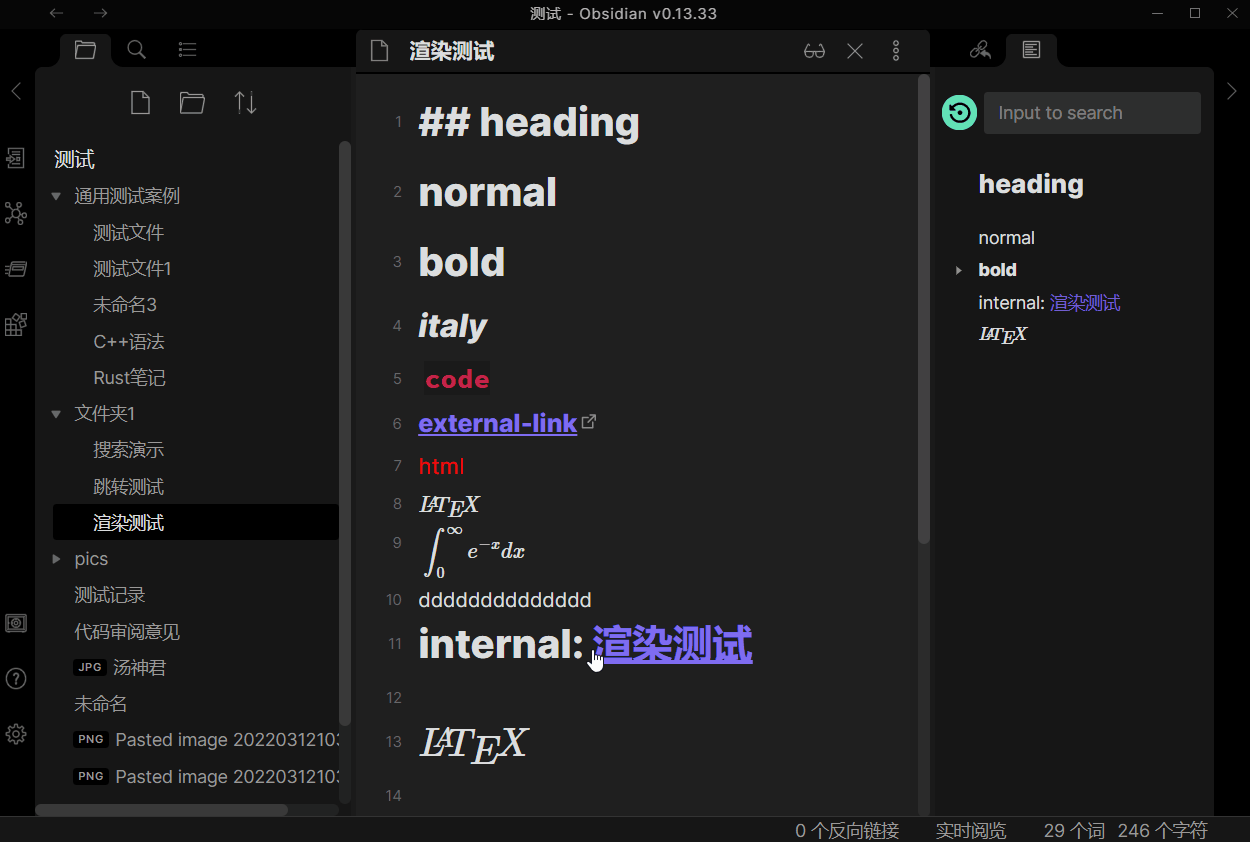 测试 - Obsidian v0.13.33
渲染测试
测试
通用测试案例
测试文件
测试文件1
未命名3
C++语法
Rust笔记
文件夹1
搜索演示
跳转测试
渲染测试
pics
测试记录
代码审阅意见
JPG 汤神君
未命名
PNG Pasted image 20220312103
PNG Pasted image 20220312103
1 ## heading
2 normal
3 bold
4 italy
5 code
6 external-link
7 html
8 LATEX
9 ∫₀^∞ e^{-x}dx
10 dddddddddddddd
11 internal: 渲染测试
12
13 LATEX
14
Input to search
heading
normal
bold
internal: 渲染测试
LATEX
0 个反向链接 实时阅览 29 个词 246 个字符